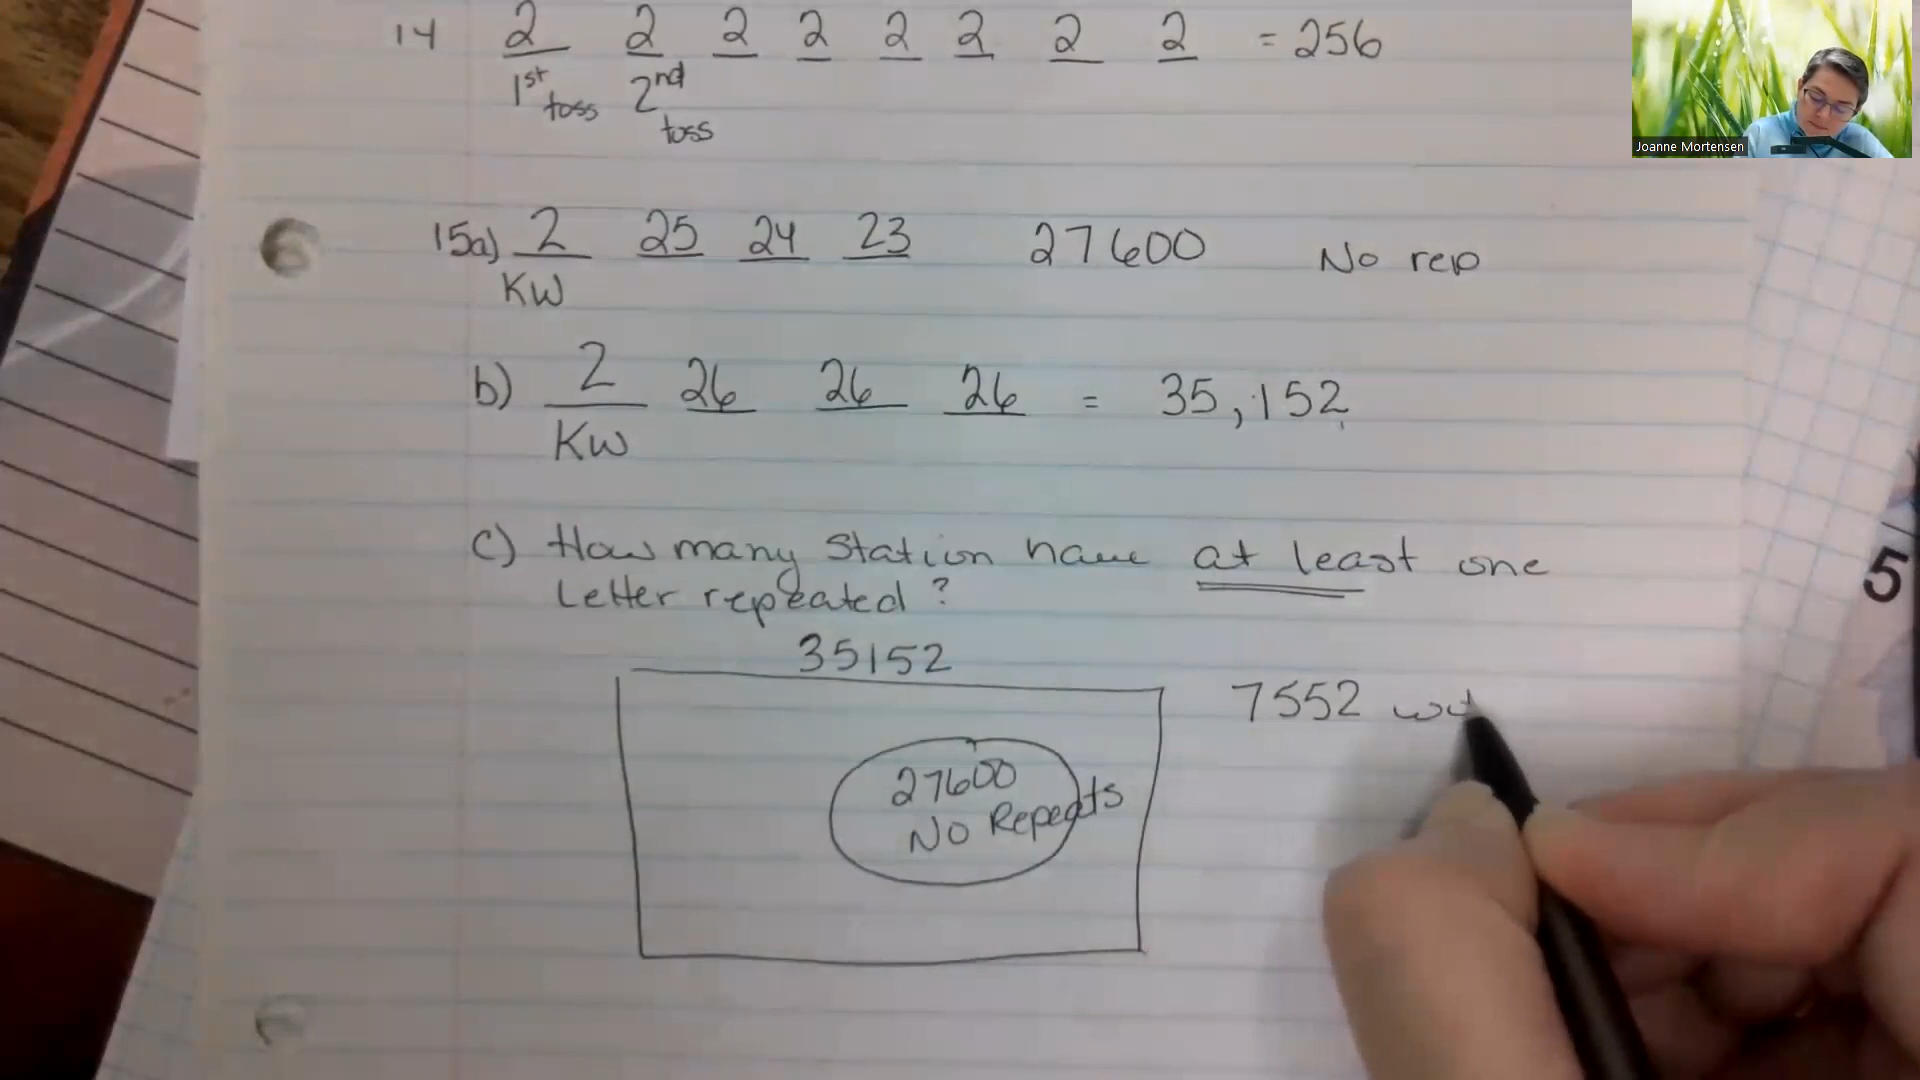 14 2 2 2 2 2 2 2 2 = 256
1st toss 2nd toss
Joanne Mortensen
15a) 2 25 24 23 27600 No rep
KW
b) 2 26 26 26 = 35,152
KW
c) How many station have at least one
letter repeated?
35152
7552
27600
No Repeats
5